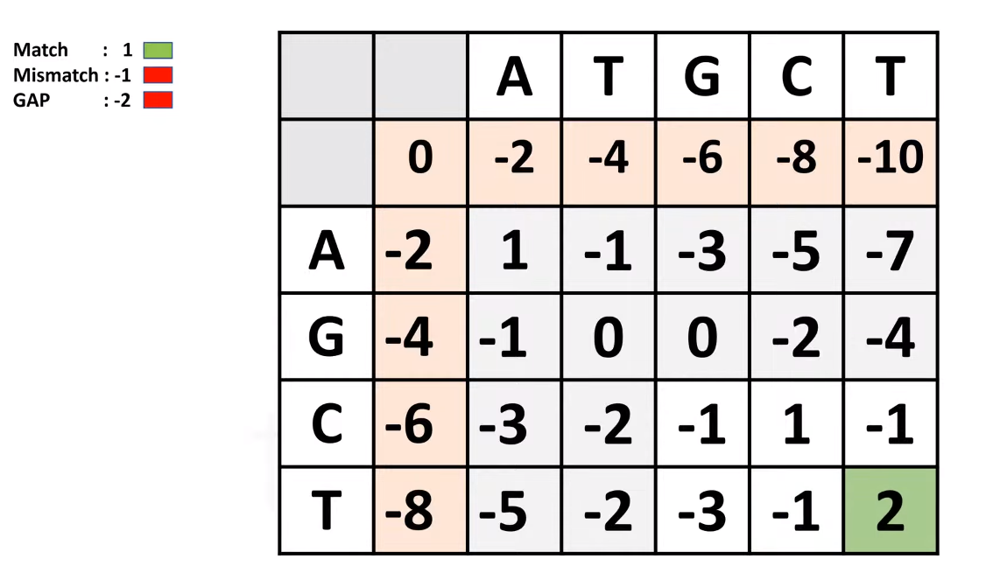 Match : 1
Mismatch : -1
GAP : -2
A T G C T
0 -2 -4 -6 -8 -10
A -2 1 -1 -3 -5 -7
G -4 -1 0 0 -2 -4
C -6 -3 -2 -1 1 -1
T -8 -5 -2 -3 -1 2